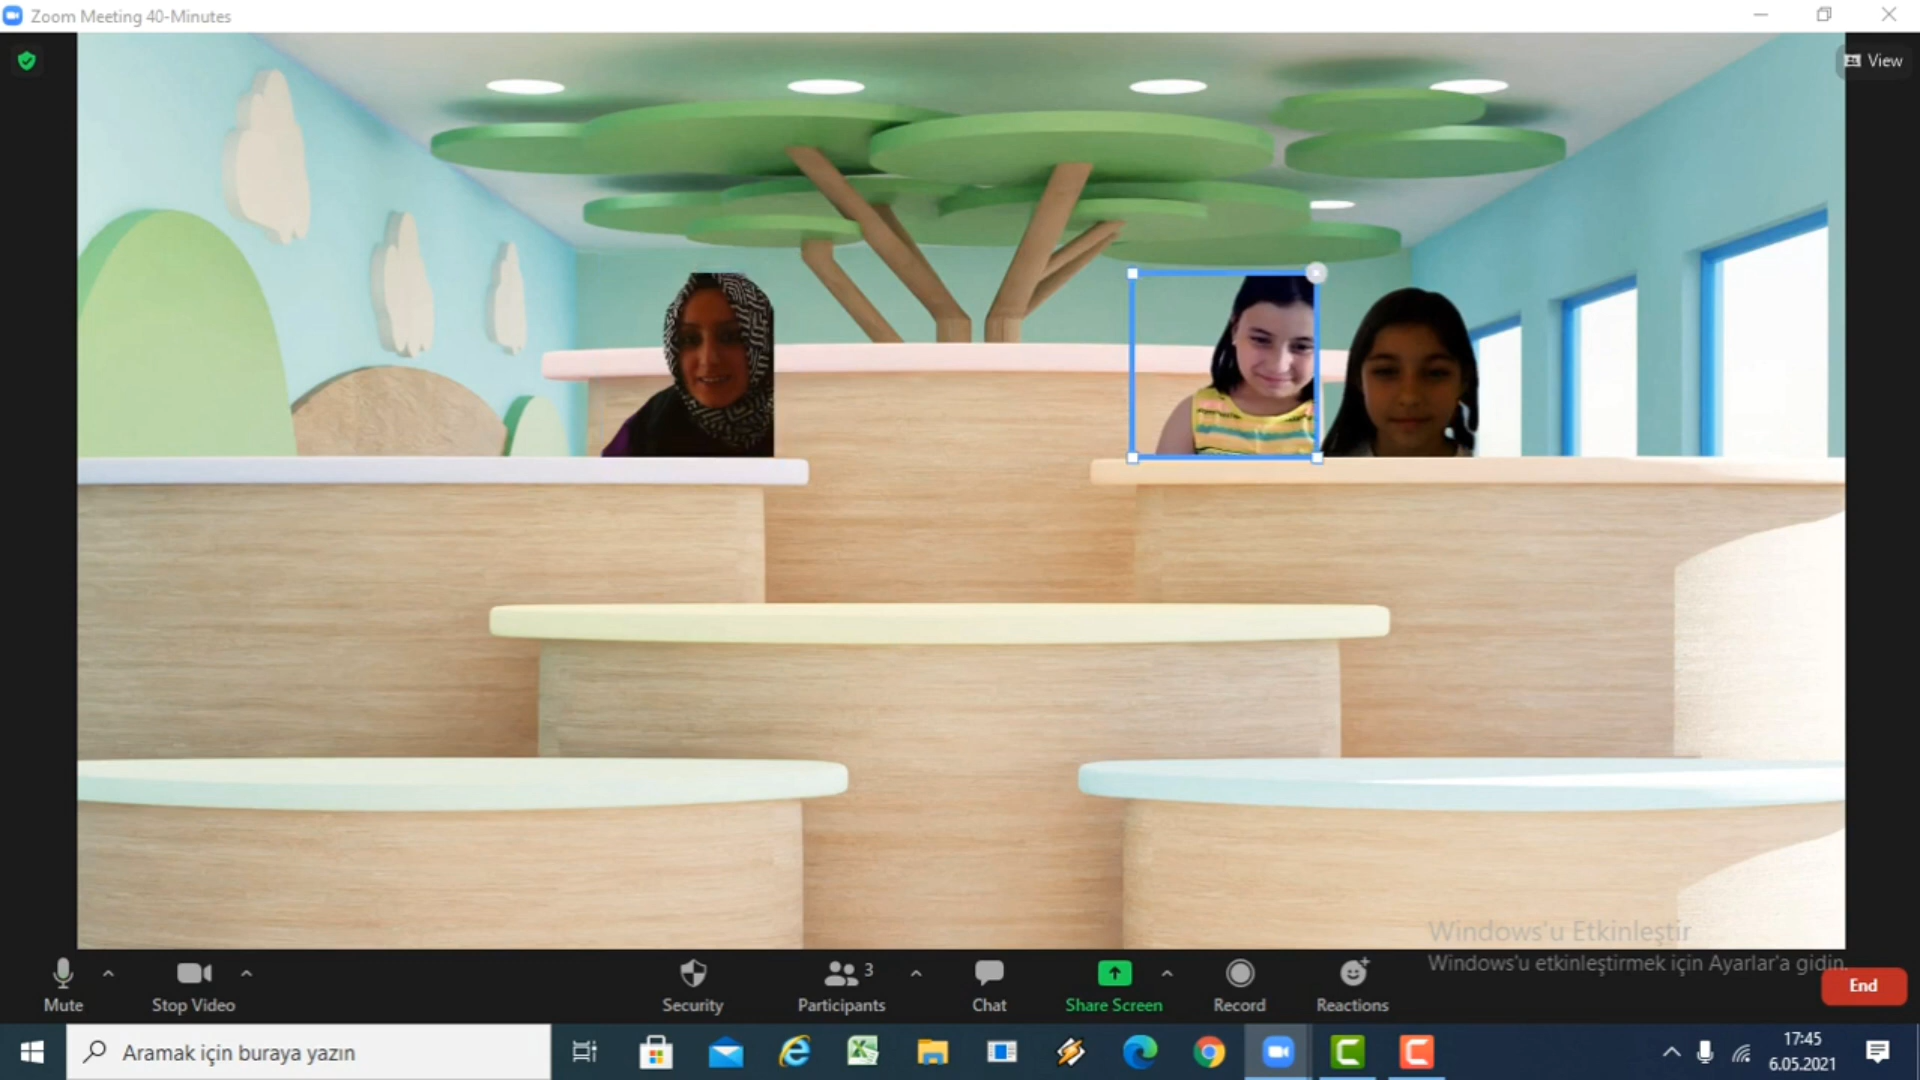 Zoom Meeting 40-Minutes
View
Windows'u Etkinleştir
Windows'u etkinleştirmek için Ayarlar'a gidin.
Mute
Stop Video
Security
Participants
3
Chat
Share Screen
Record
Reactions
End
Aramak için buraya yazın
17:45
6.05.2021